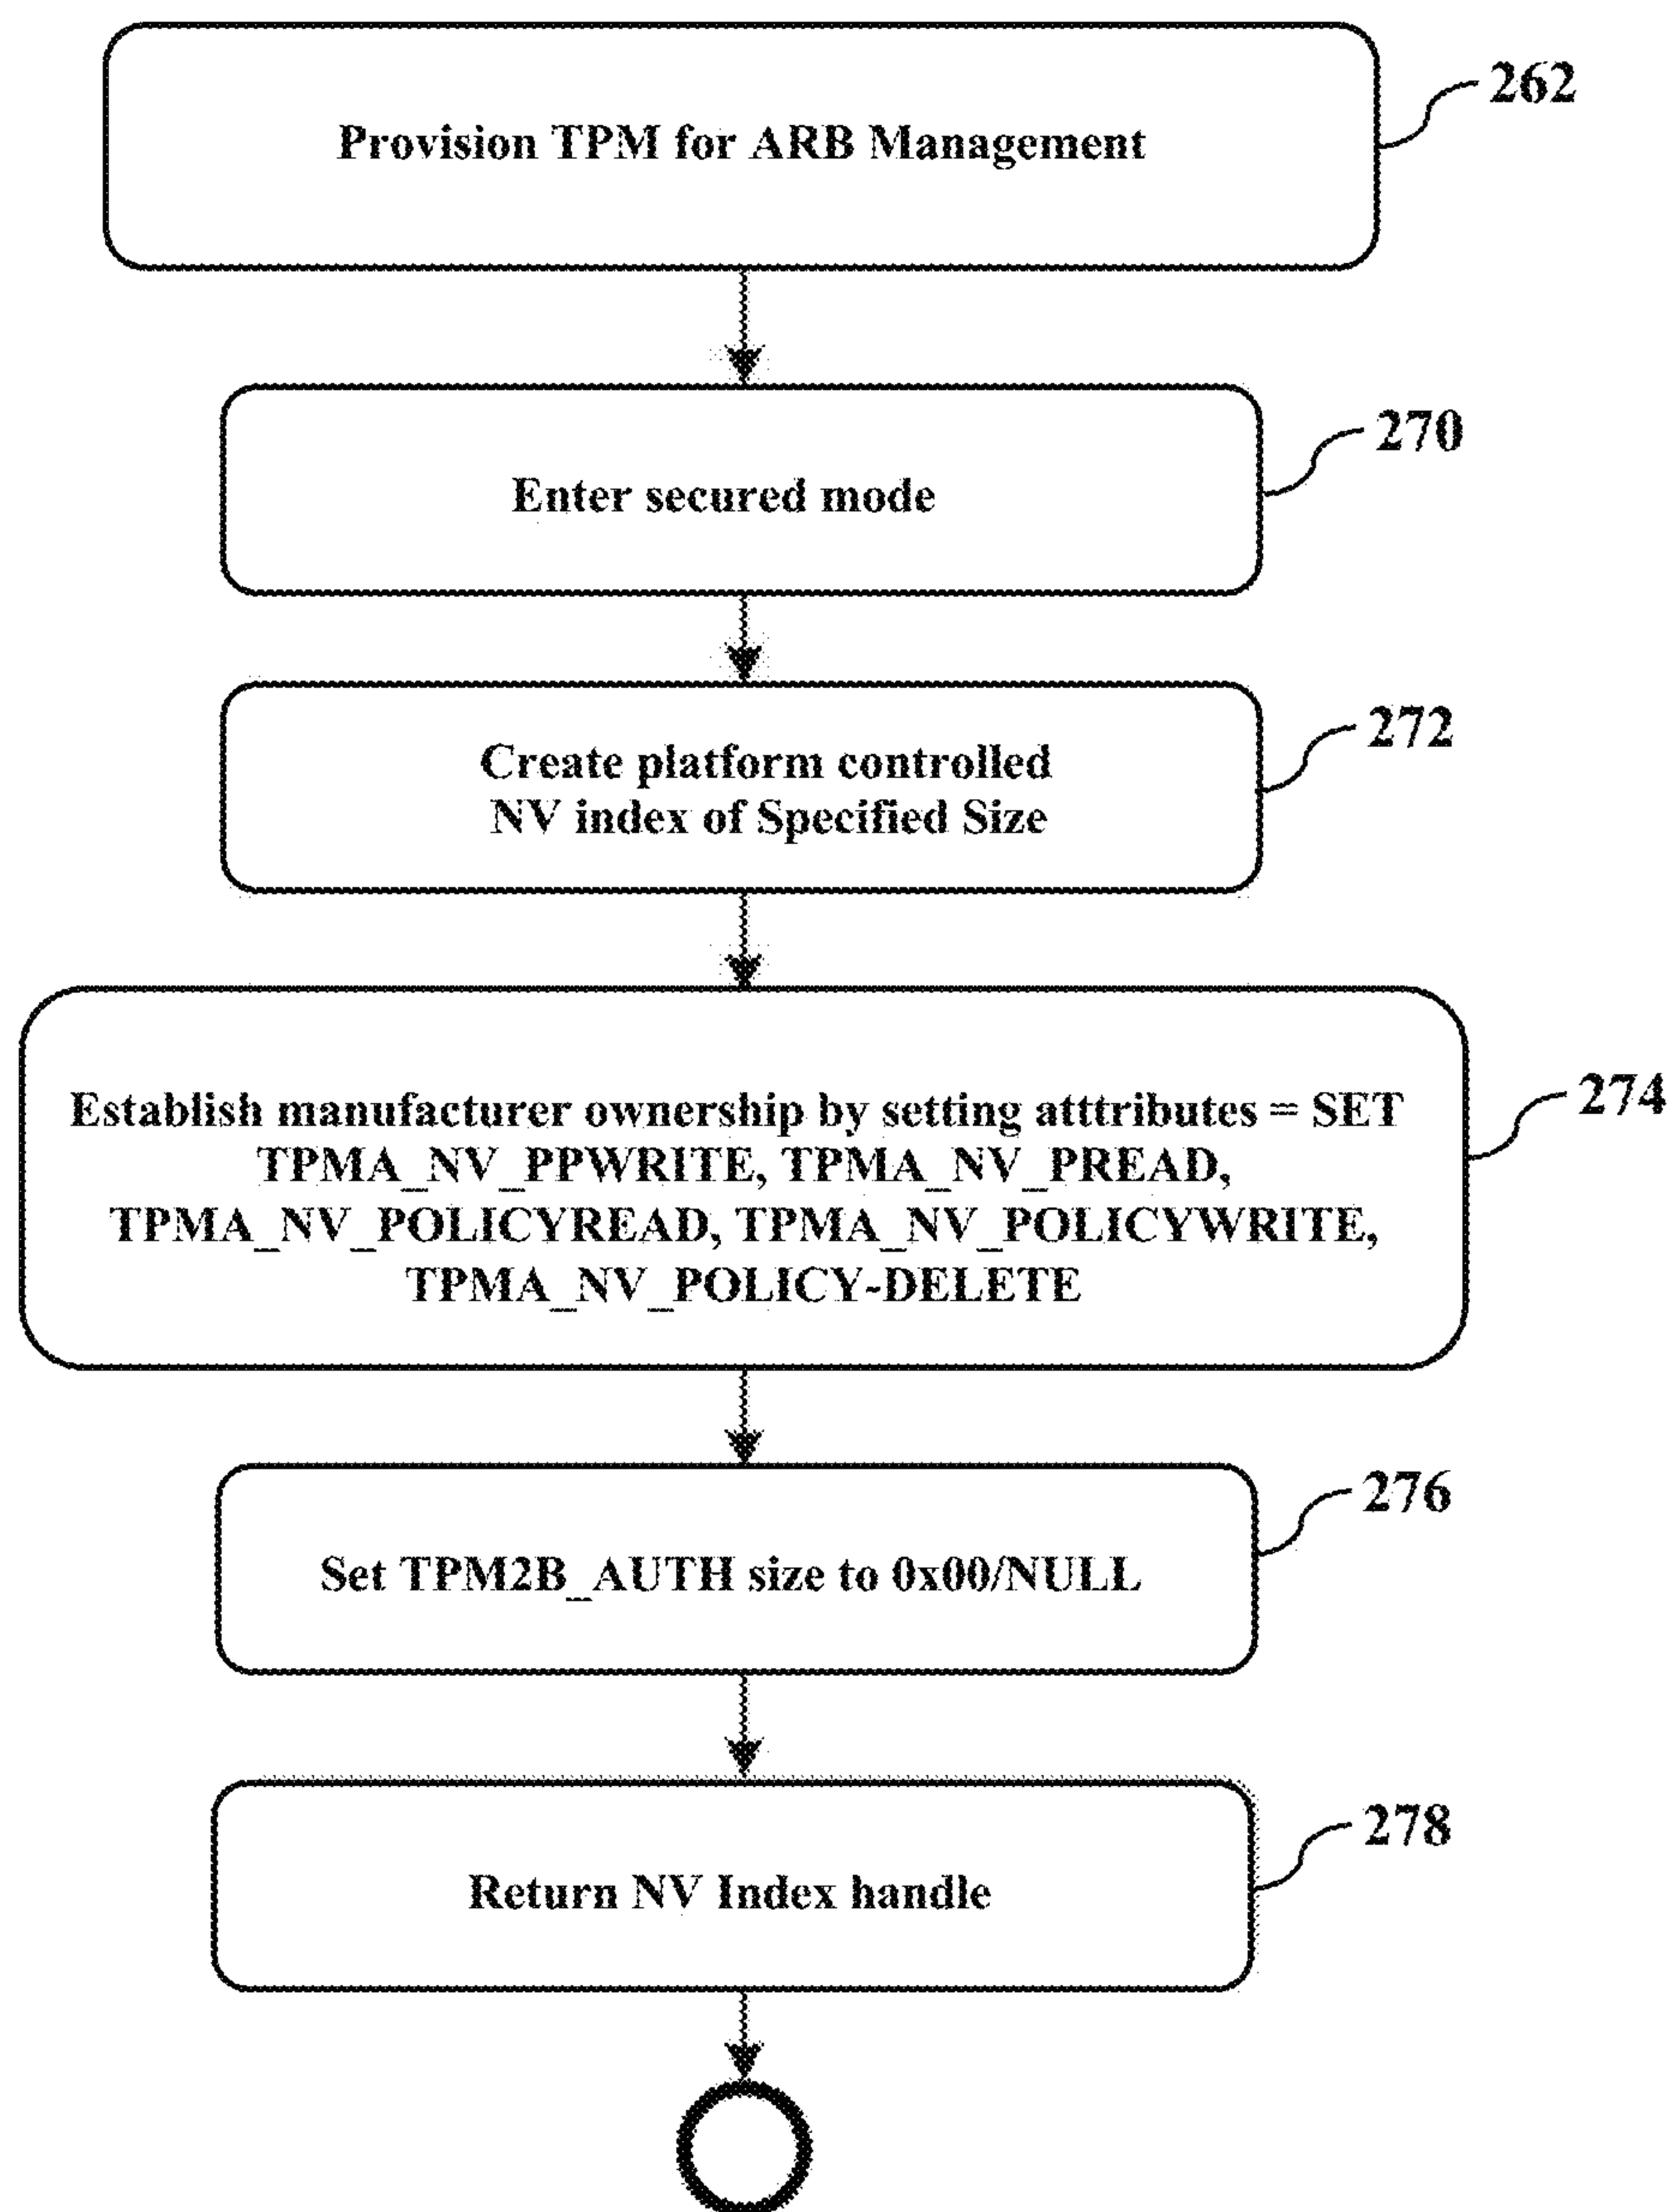 Provision TPM for ARB Management
262
Enter secured mode
270
Create platform controlled
NV index of Specified Size
272
Establish manufacturer ownership by setting atttributes = SET
TPMA_NV_PPWRITE, TPMA_NV_PREAD,
TPMA_NV_POLICYREAD, TPMA_NV_POLICYWRITE,
TPMA_NV_POLICY-DELETE
274
Set TPM2B_AUTH size to 0x00/NULL
276
Return NV Index handle
278